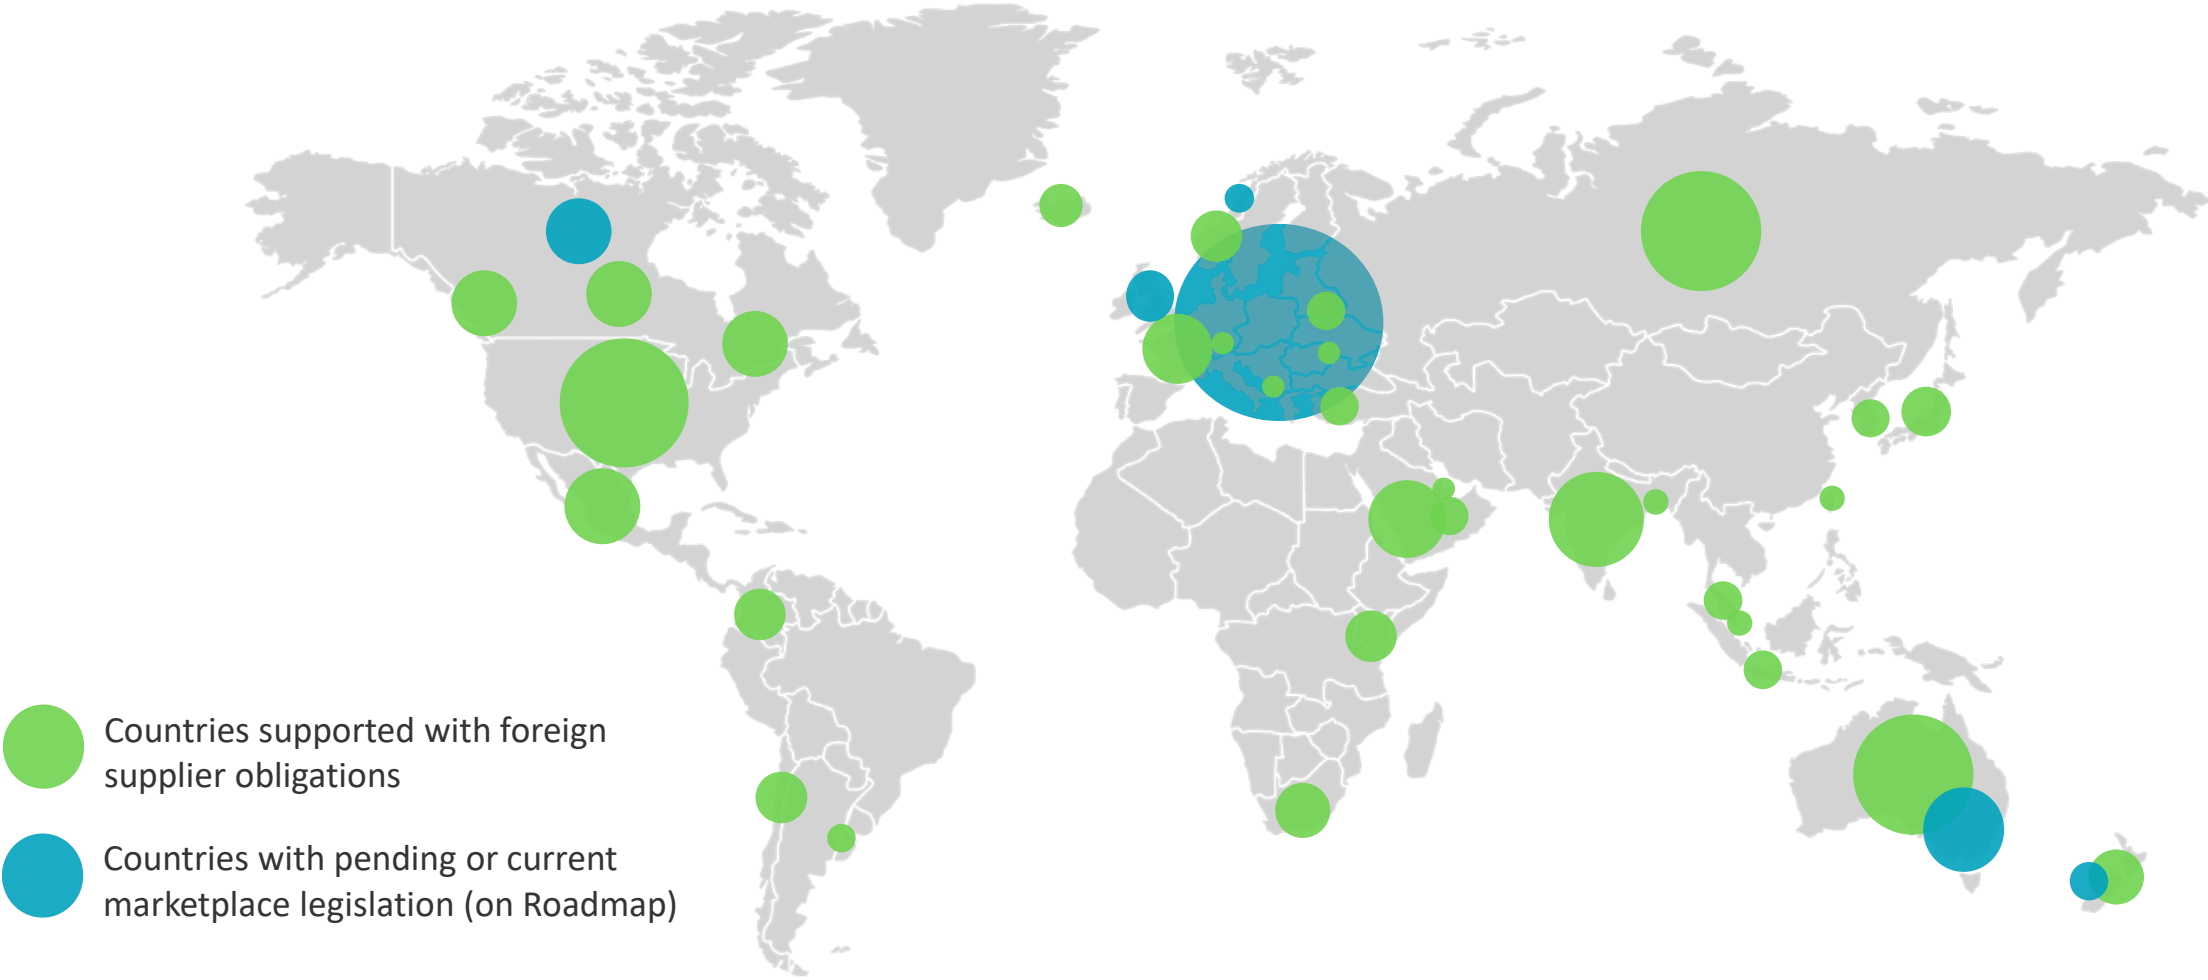 Countries supported with foreign
supplier obligations
Countries with pending or current
marketplace legislation (on Roadmap)